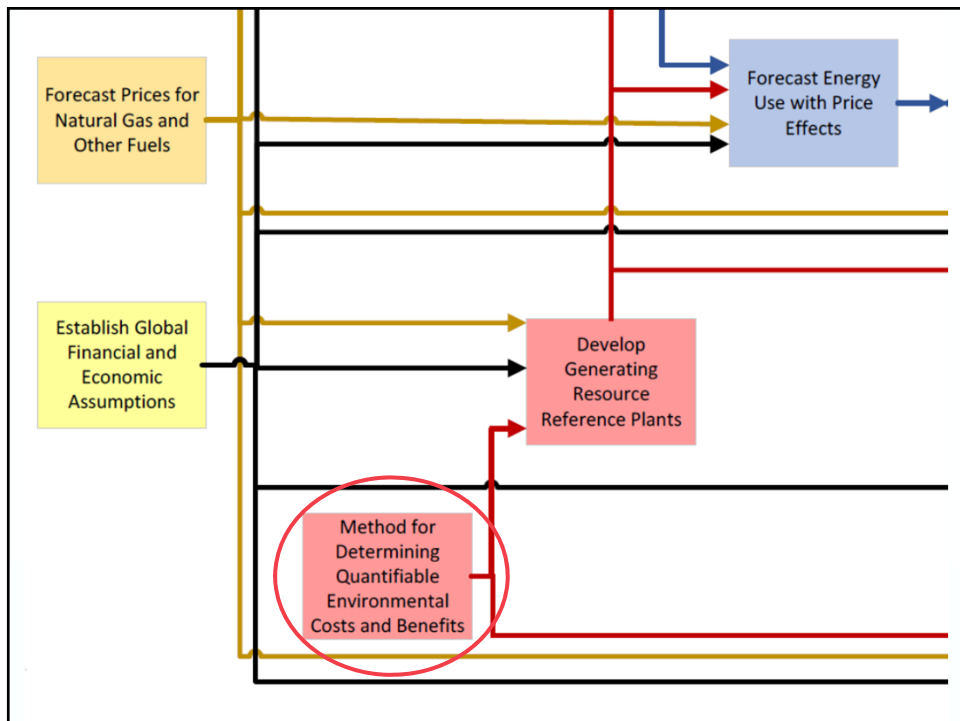 Forecast Prices for
Natural Gas and
Other Fuels
Forecast Energy
Use with Price
Effects
Establish Global
Financial and
Economic
Assumptions
Develop
Generating
Resource
Reference Plants
Method for
Determining
Quantifiable
Environmental
Costs and Benefits